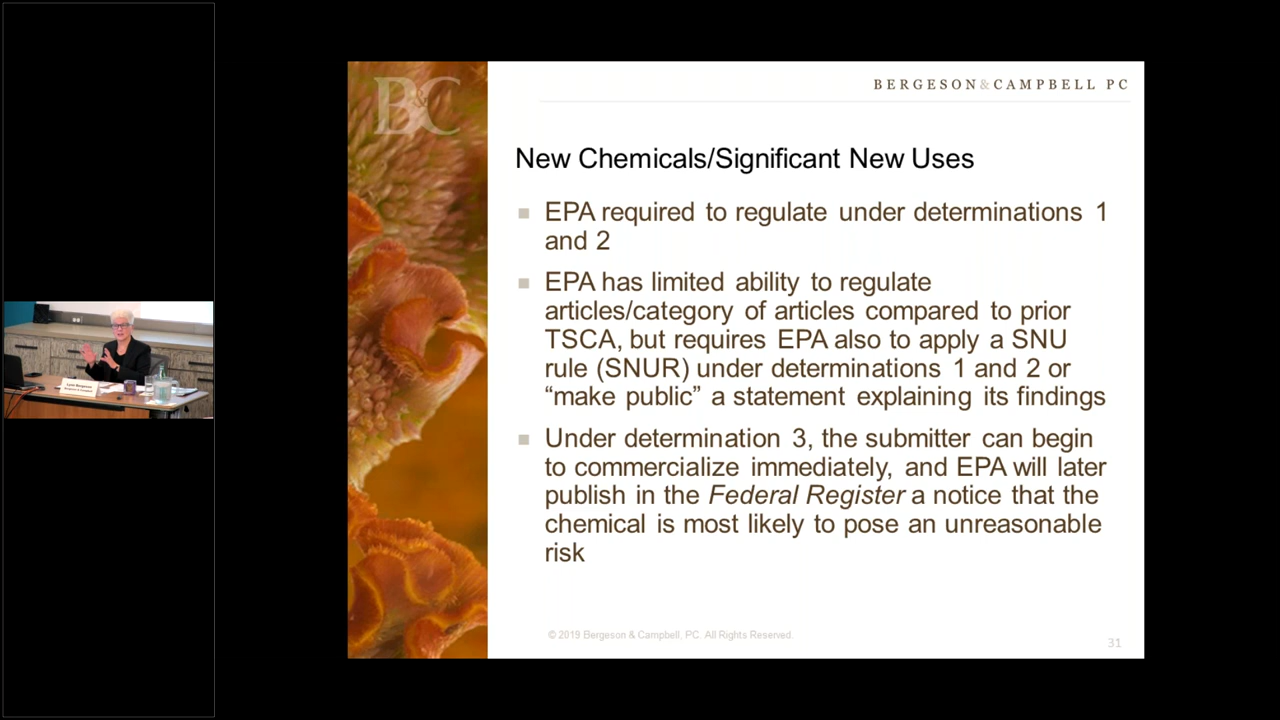 B&C
BERGESON&CAMPBELL PC
New Chemicals/Significant New Uses
EPA required to regulate under determinations 1
and 2
EPA has limited ability to regulate
articles/category of articles compared to prior
TSCA, but requires EPA also to apply a SNU
rule (SNUR) under determinations 1 and 2 or
“make public” a statement explaining its findings
Under determination 3, the submitter can begin
to commercialize immediately, and EPA will later
publish in the Federal Register a notice that the
chemical is most likely to pose an unreasonable
risk
© 2019 Bergeson & Campbell, PC. All Rights Reserved.
31
Lynn Bergeson
Bergeson & Campbell